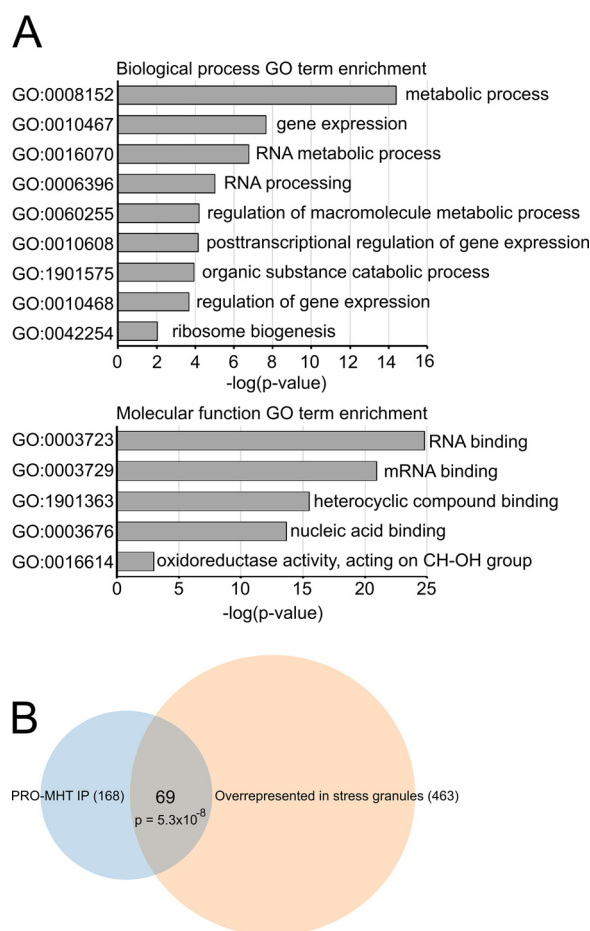 A
Biological process GO term enrichment
GO:0008152 metabolic process
GO:0010467 gene expression
GO:0016070 RNA metabolic process
GO:0006396 RNA processing
GO:0060255 regulation of macromolecule metabolic process
GO:0010608 posttranscriptional regulation of gene expression
GO:1901575 organic substance catabolic process
GO:0010468 regulation of gene expression
GO:0042254 ribosome biogenesis
0 2 4 6 8 10 12 14 16
-log(p-value)
Molecular function GO term enrichment
GO:0003723 RNA binding
GO:0003729 mRNA binding
GO:1901363 heterocyclic compound binding
GO:0003676 nucleic acid binding
GO:0016614 oxidoreductase activity, acting on CH-OH group
0 5 10 15 20 25
-log(p-value)
B
PRO-MHT IP (168) 69 Overrepresented in stress granules (463)
p = 5.3x10⁻⁸